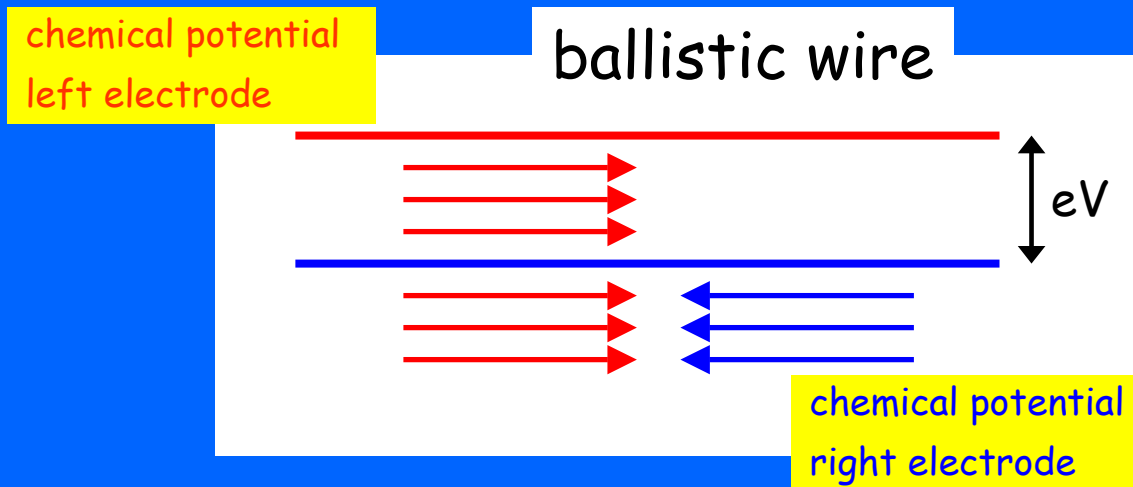 chemical potential
left electrode
ballistic wire
eV
chemical potential
right electrode